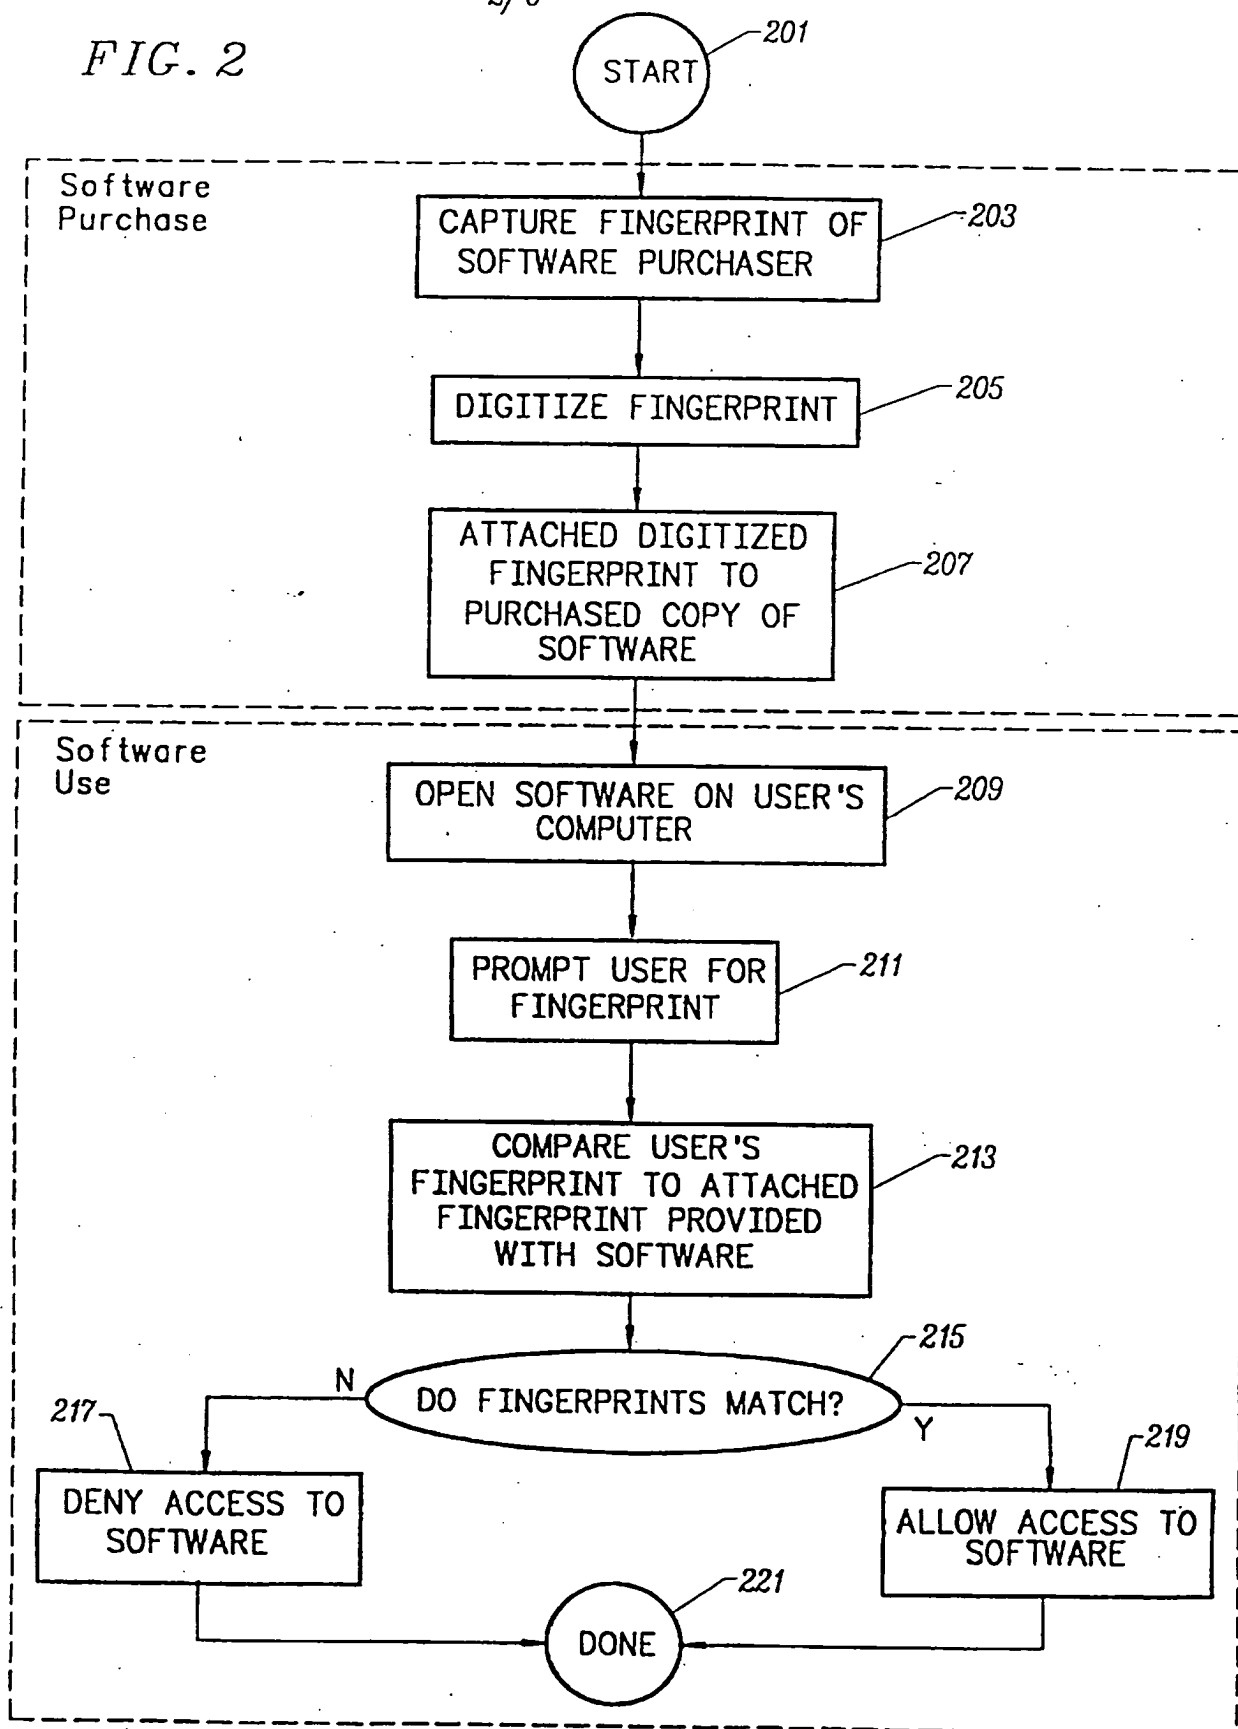 FIG. 2
START
201
Software
Purchase
CAPTURE FINGERPRINT OF
SOFTWARE PURCHASER
203
DIGITIZE FINGERPRINT
205
ATTACHED DIGITIZED
FINGERPRINT TO
PURCHASED COPY OF
SOFTWARE
207
Software
Use
OPEN SOFTWARE ON USER'S
COMPUTER
209
PROMPT USER FOR
FINGERPRINT
211
COMPARE USER'S
FINGERPRINT TO ATTACHED
FINGERPRINT PROVIDED
WITH SOFTWARE
213
DO FINGERPRINTS MATCH?
215
N
Y
217
DENY ACCESS TO
SOFTWARE
219
ALLOW ACCESS TO
SOFTWARE
DONE
221